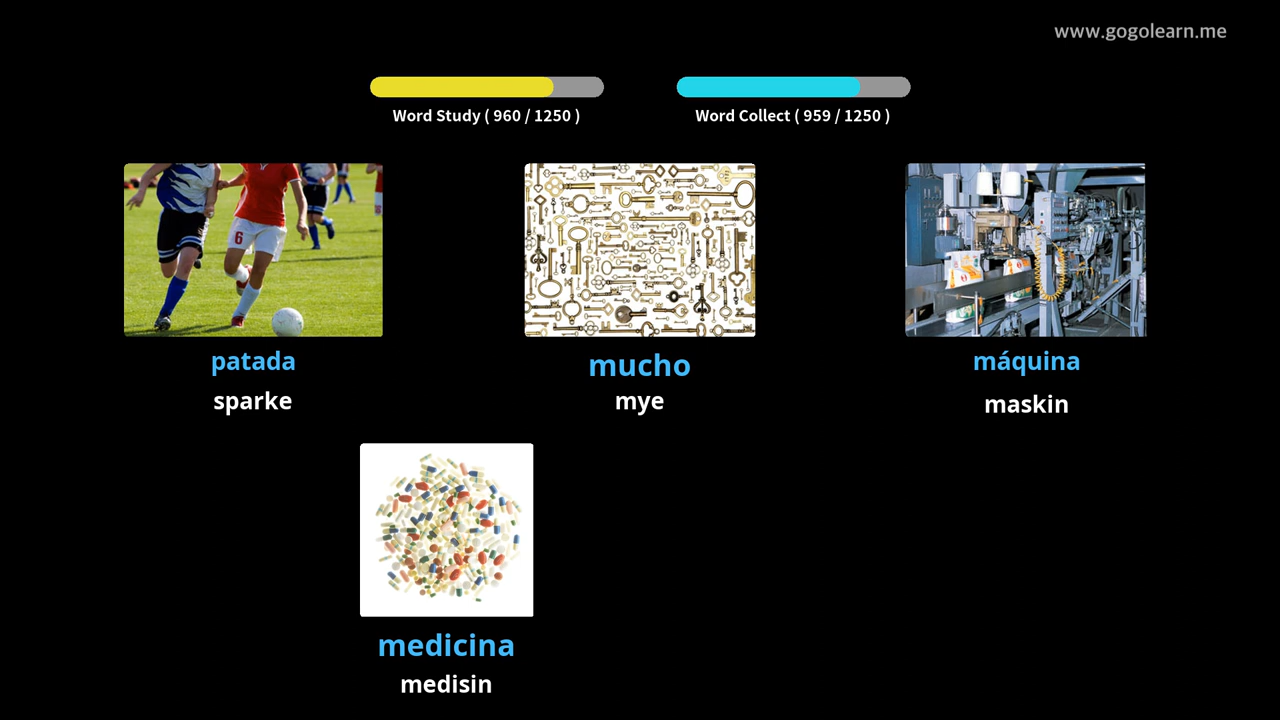 www.gogolearn.me
Word Study ( 960 / 1250 )
Word Collect ( 959 / 1250 )
patada
sparke
mucho
mye
máquina
maskin
medicina
medisin